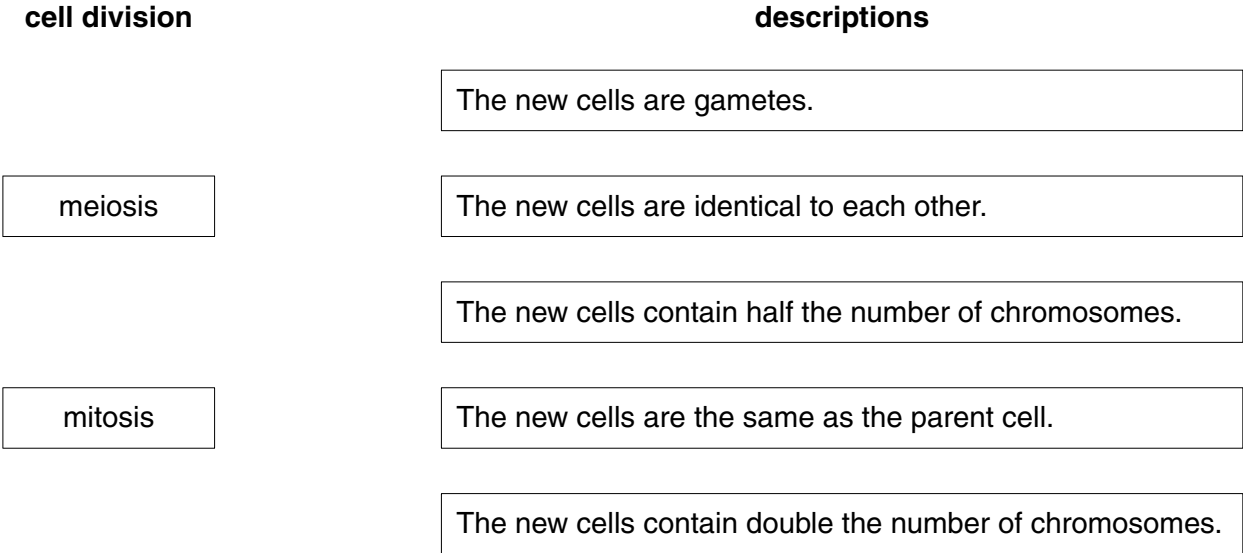 cell division descriptions
The new cells are gametes.
meiosis The new cells are identical to each other.
The new cells contain half the number of chromosomes.
mitosis The new cells are the same as the parent cell.
The new cells contain double the number of chromosomes.